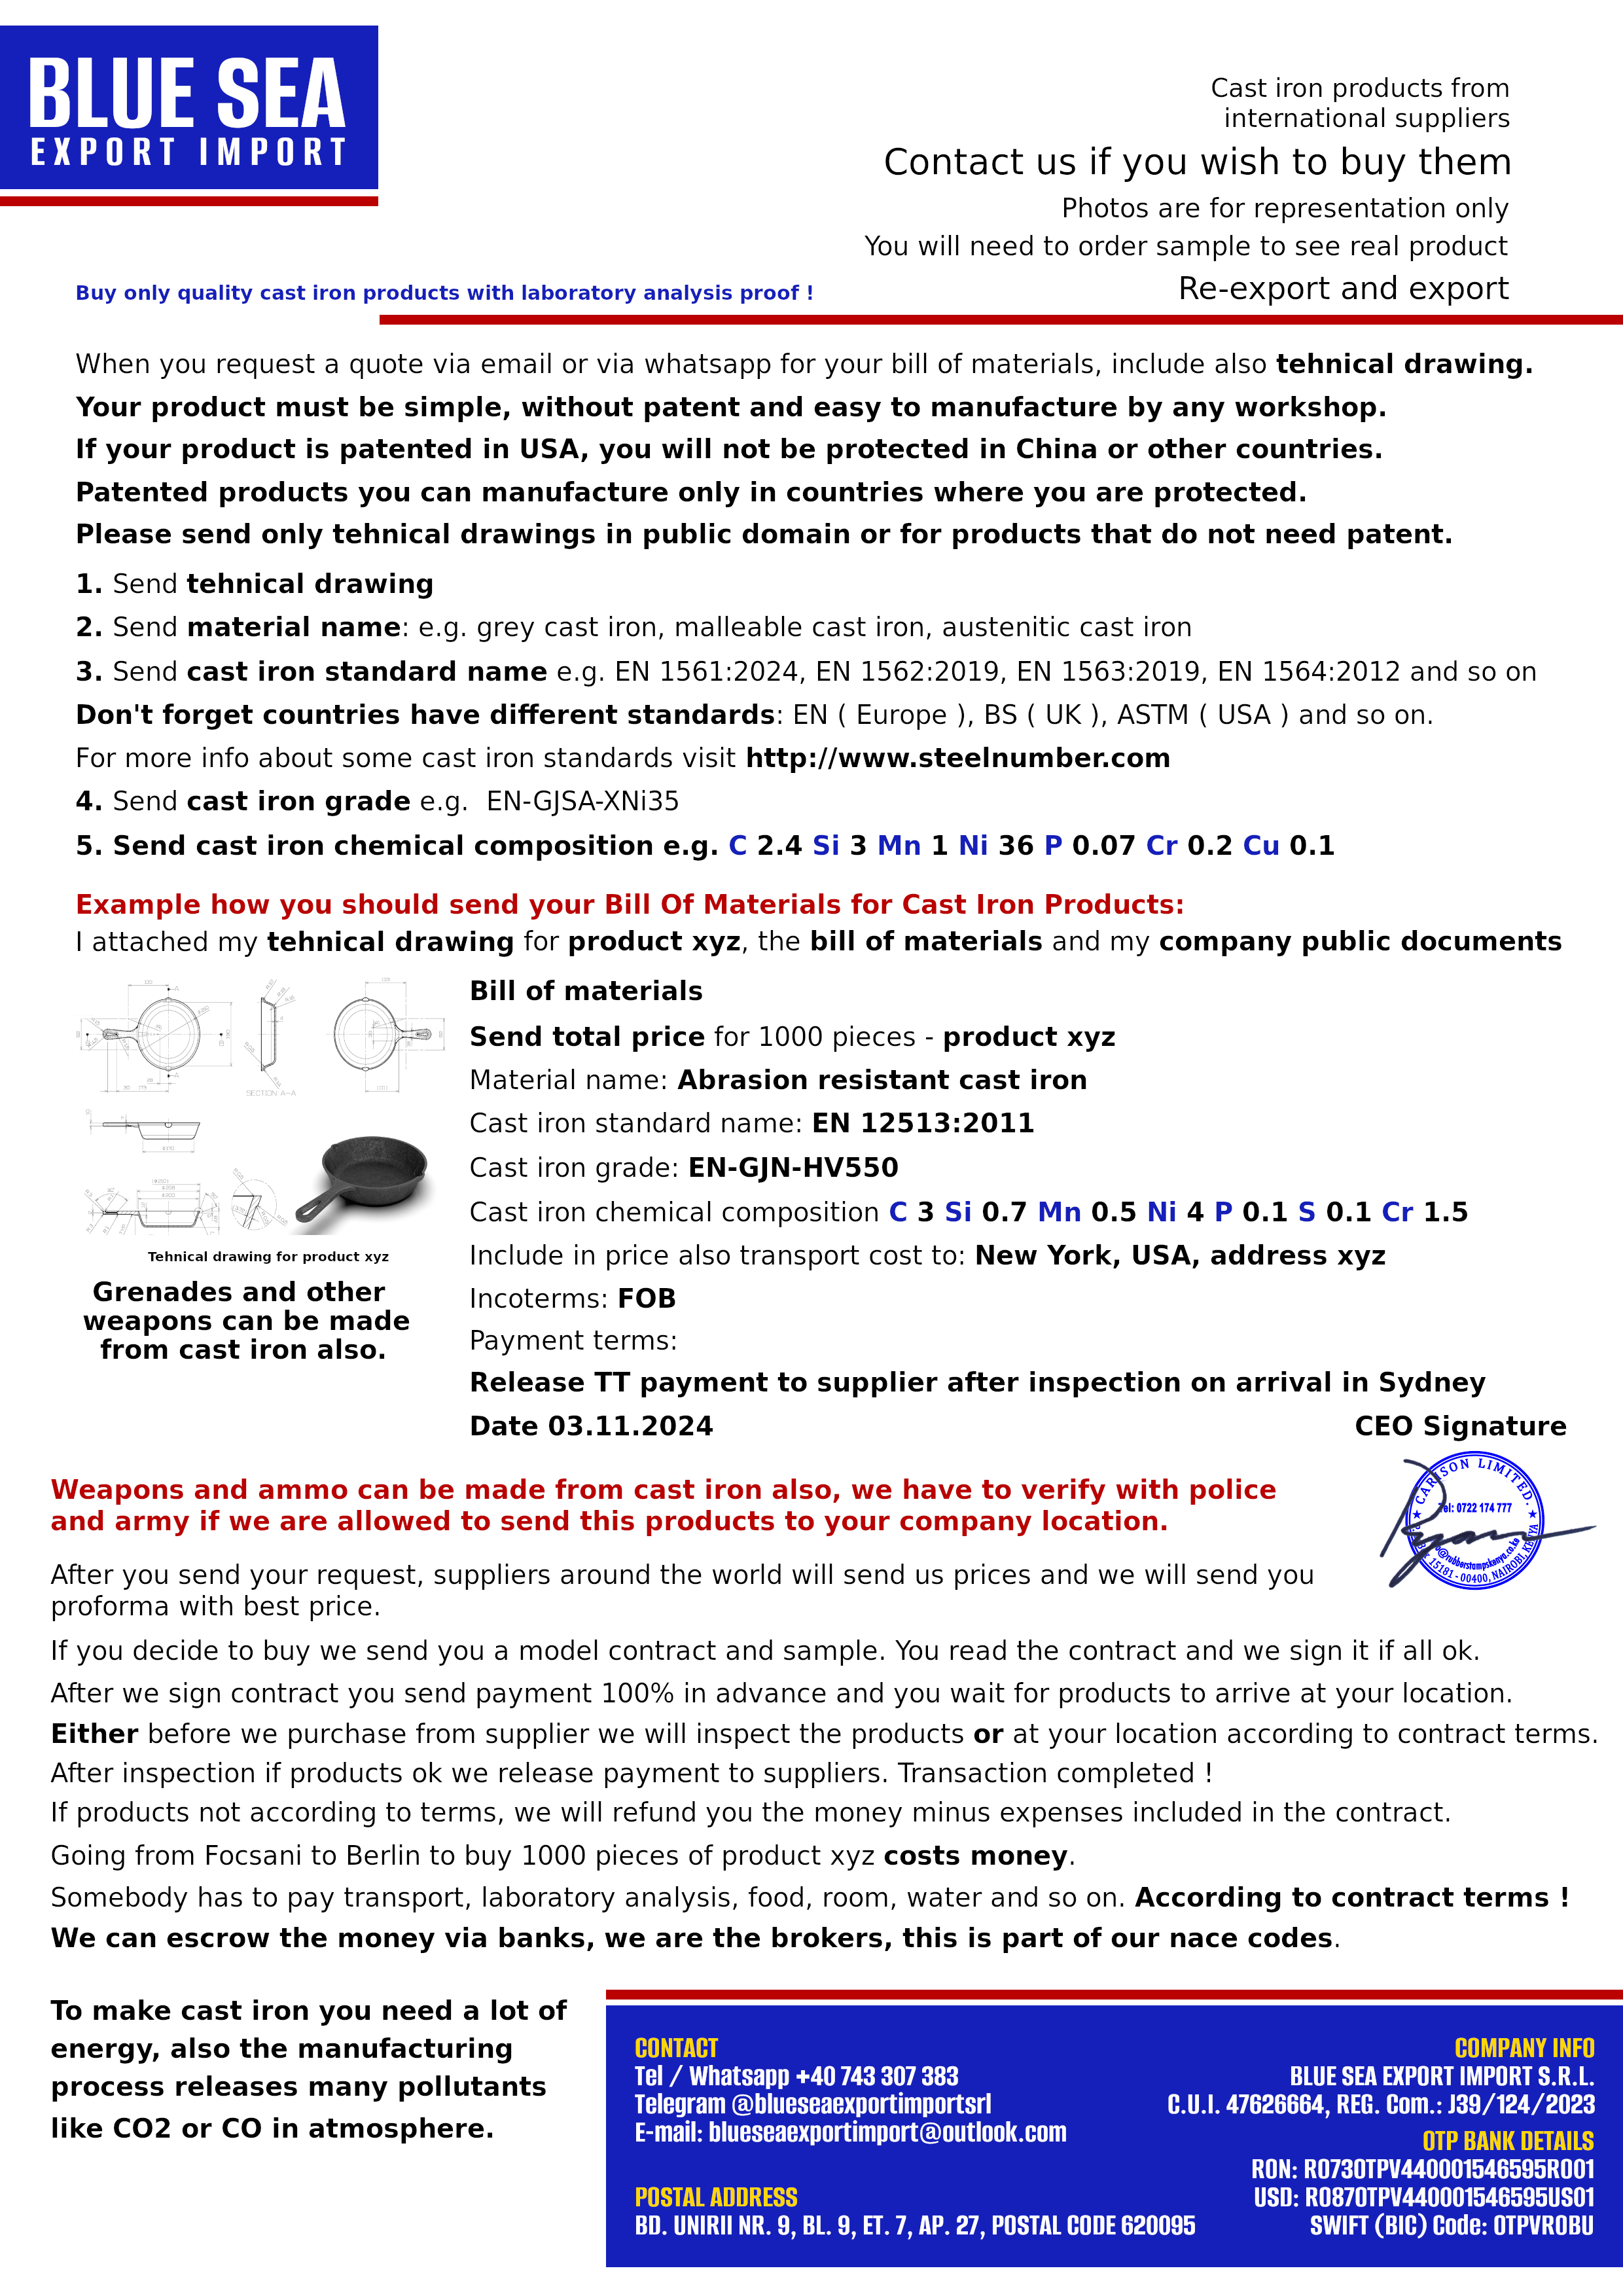 BLUE SEA
EXPORT IMPORT
Cast iron products from
international suppliers
Contact us if you wish to buy them
Photos are for representation only
You will need to order sample to see real product
Re-export and export
Buy only quality cast iron products with laboratory analysis proof !
When you request a quote via email or via whatsapp for your bill of materials, include also tehnical drawing.
Your product must be simple, without patent and easy to manufacture by any workshop.
If your product is patented in USA, you will not be protected in China or other countries.
Patented products you can manufacture only in countries where you are protected.
Please send only tehnical drawings in public domain or for products that do not need patent.
1. Send tehnical drawing
2. Send material name: e.g. grey cast iron, malleable cast iron, austenitic cast iron
3. Send cast iron standard name e.g. EN 1561:2024, EN 1562:2019, EN 1563:2019, EN 1564:2012 and so on
Don't forget countries have different standards: EN ( Europe ), BS ( UK ), ASTM ( USA ) and so on.
For more info about some cast iron standards visit http://www.steelnumber.com
4. Send cast iron grade e.g. EN-GJSA-XNi35
5. Send cast iron chemical composition e.g. C 2.4 Si 3 Mn 1 Ni 36 P 0.07 Cr 0.2 Cu 0.1
Example how you should send your Bill Of Materials for Cast Iron Products:
I attached my tehnical drawing for product xyz, the bill of materials and my company public documents
SECTION A-A
Tehnical drawing for product xyz
Grenades and other
weapons can be made
from cast iron also.
Bill of materials
Send total price for 1000 pieces - product xyz
Material name: Abrasion resistant cast iron
Cast iron standard name: EN 12513:2011
Cast iron grade: EN-GJN-HV550
Cast iron chemical composition C 3 Si 0.7 Mn 0.5 Ni 4 P 0.1 S 0.1 Cr 1.5
Include in price also transport cost to: New York, USA, address xyz
Incoterms: FOB
Payment terms:
Release TT payment to supplier after inspection on arrival in Sydney
Date 03.11.2024
CEO Signature
LIMITED.
Tel: 0722 174 777
15181 - 00400, NAIROBI, KENYA
Weapons and ammo can be made from cast iron also, we have to verify with police
and army if we are allowed to send this products to your company location.
After you send your request, suppliers around the world will send us prices and we will send you
proforma with best price.
If you decide to buy we send you a model contract and sample. You read the contract and we sign it if all ok.
After we sign contract you send payment 100% in advance and you wait for products to arrive at your location.
Either before we purchase from supplier we will inspect the products or at your location according to contract terms.
After inspection if products ok we release payment to suppliers. Transaction completed !
If products not according to terms, we will refund you the money minus expenses included in the contract.
Going from Focsani to Berlin to buy 1000 pieces of product xyz costs money.
Somebody has to pay transport, laboratory analysis, food, room, water and so on. According to contract terms !
We can escrow the money via banks, we are the brokers, this is part of our nace codes.
To make cast iron you need a lot of
energy, also the manufacturing
process releases many pollutants
like CO2 or CO in atmosphere.
CONTACT
Tel / Whatsapp +40 743 307 383
Telegram @blueseaexportimportsrl
E-mail: blueseaexportimport@outlook.com
POSTAL ADDRESS
BD. UNIRII NR. 9, BL. 9, ET. 7, AP. 27, POSTAL CODE 620095
COMPANY INFO
BLUE SEA EXPORT IMPORT S.R.L.
C.U.I. 47626664, REG. Com.: J39/124/2023
OTP BANK DETAILS
RON: RO73OTPV440001546595RO01
USD: RO87OTPV440001546595US01
SWIFT (BIC) Code: OTPVROBU